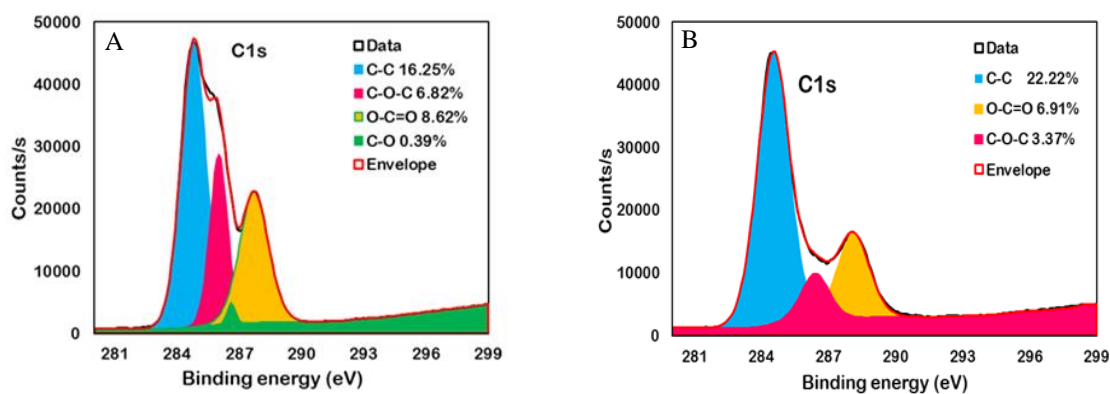 A
C1s
Data
C-C 16.25%
C-O-C 6.82%
O-C=O 8.62%
C-O 0.39%
Envelope
50000
40000
30000
20000
10000
0
Counts/s
281 284 287 290 293 296 299
Binding energy (eV)
B
C1s
Data
C-C 22.22%
O-C=O 6.91%
C-O-C 3.37%
Envelope
50000
40000
30000
20000
10000
0
Counts/s
281 284 287 290 293 296 299
Binding energy (eV)